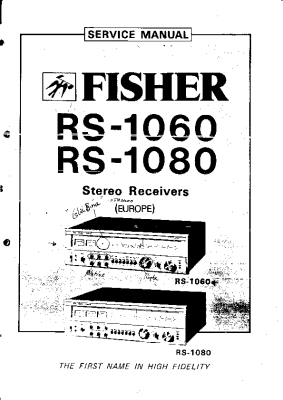 SERVICE MANUAL
FISHER
RS-1060
RS-1080
Stereo Receivers
(EUROPE)
RS-1060
RS-1080
THE FIRST NAME IN HIGH FIDELITY